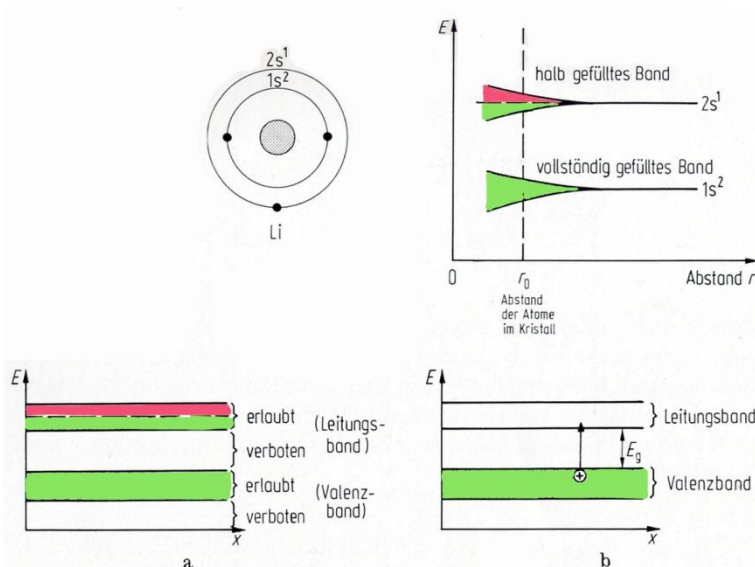 2s¹
1s²
Li
E
halb gefülltes Band
2s¹
vollständig gefülltes Band
1s²
0
r₀
Abstand r
Abstand
der Atome
im Kristall
E
erlaubt
(Leitungs-
band)
verboten
erlaubt
(Valenz-
band)
verboten
x
a
E
Leitungsband
E_g
+
Valenzband
x
b